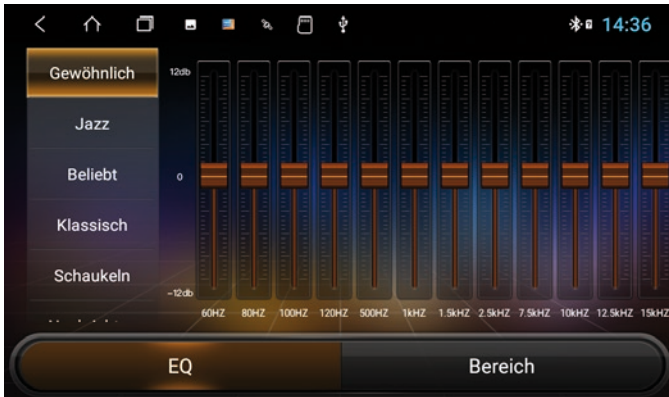 14:36
Gewöhnlich
Jazz
Beliebt
Klassisch
Schaukeln
12db
0
-12db
60HZ 80HZ 100HZ 120HZ 500HZ 1kHZ 1.5kHZ 2.5kHZ 7.5kHZ 10kHZ 12.5kHZ 15kHZ
EQ Bereich